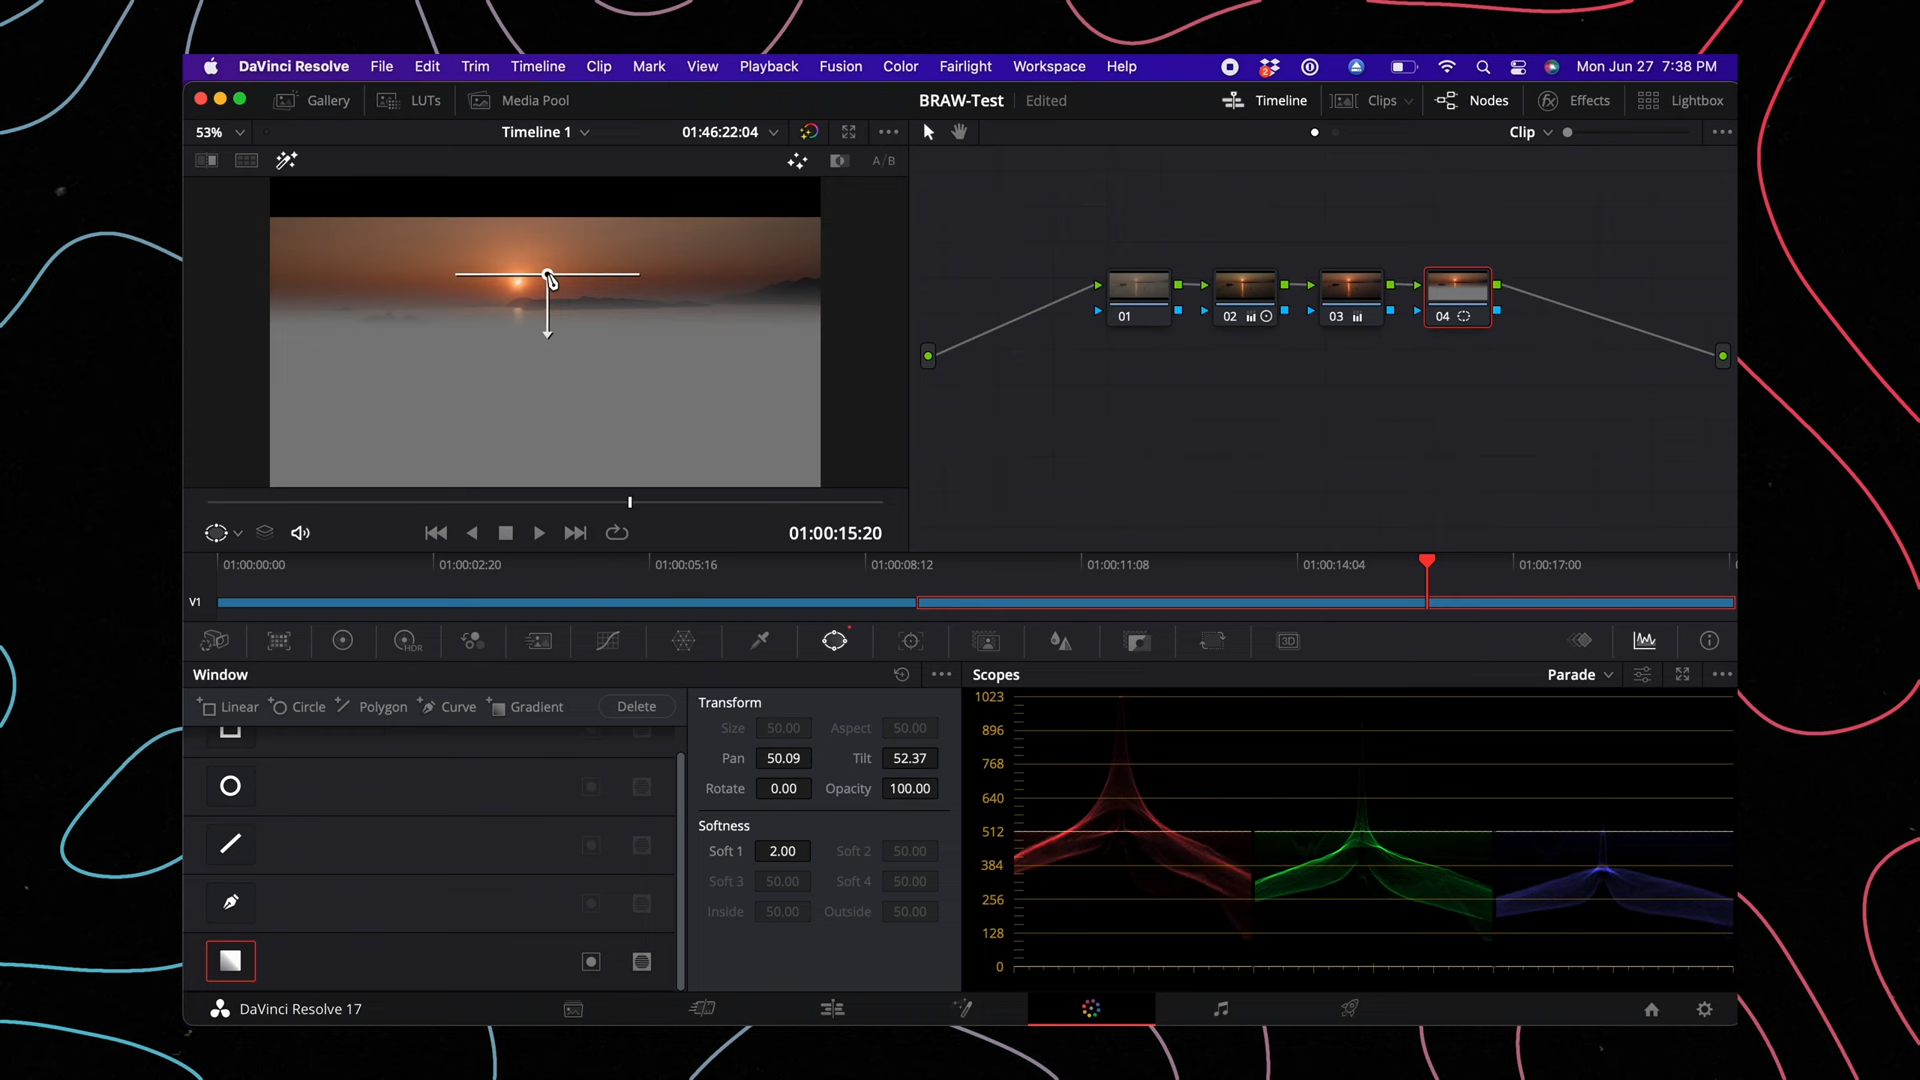 DaVinci Resolve File Edit Trim Timeline Clip Mark View Playback Fusion Color Fairlight Workspace Help 2 Mon Jun 27 7:38 PM
Gallery LUTs Media Pool BRAW-Test Edited Timeline Clips Nodes Effects Lightbox
53% Timeline 1 01:46:22:04 Clip
A/B
01 02 03 04
01:00:15:20
01:00:00:00 01:00:02:20 01:00:05:16 01:00:08:12 01:00:11:08 01:00:14:04 01:00:17:00
V1
HDR 3D
Window Scopes Parade
Linear Circle Polygon Curve Gradient Delete
Transform
Size 50.00 Aspect 50.00
Pan 50.09 Tilt 52.37
Rotate 0.00 Opacity 100.00
Softness
Soft 1 2.00 Soft 2 50.00
Soft 3 50.00 Soft 4 50.00
Inside 50.00 Outside 50.00
1023
896
768
640
512
384
256
128
0
DaVinci Resolve 17